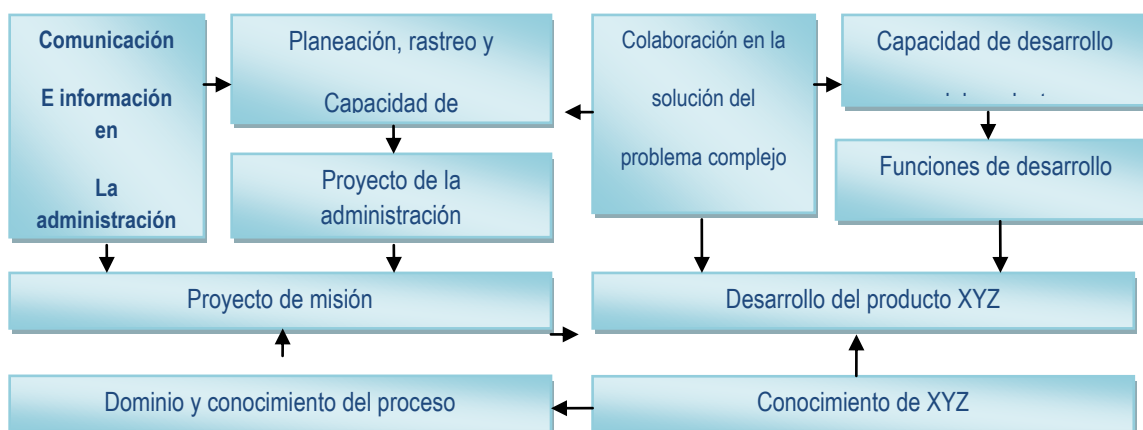 Comunicación
E información
en
La
administración
Planeación, rastreo y
Capacidad de
Proyecto de la
administración
Colaboración en la
solución del
problema complejo
Capacidad de desarrollo
Funciones de desarrollo
Proyecto de misión
Desarrollo del producto XYZ
Dominio y conocimiento del proceso
Conocimiento de XYZ